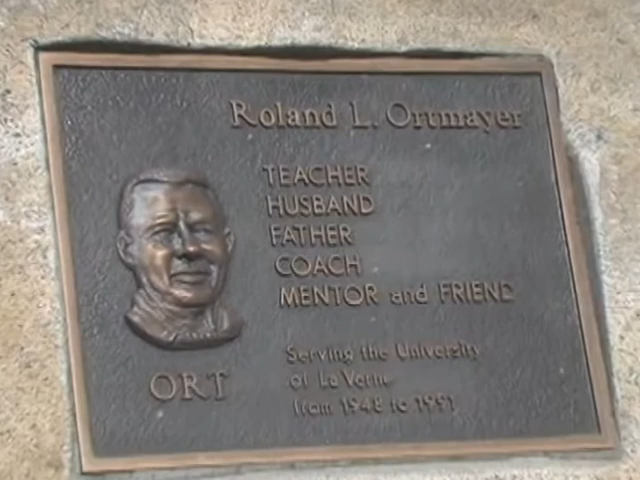 Roland L. Ortmayer
TEACHER
HUSBAND
FATHER
COACH
MENTOR and FRIEND
ORT
Serving the University
of La Verne
from 1948 to 1991